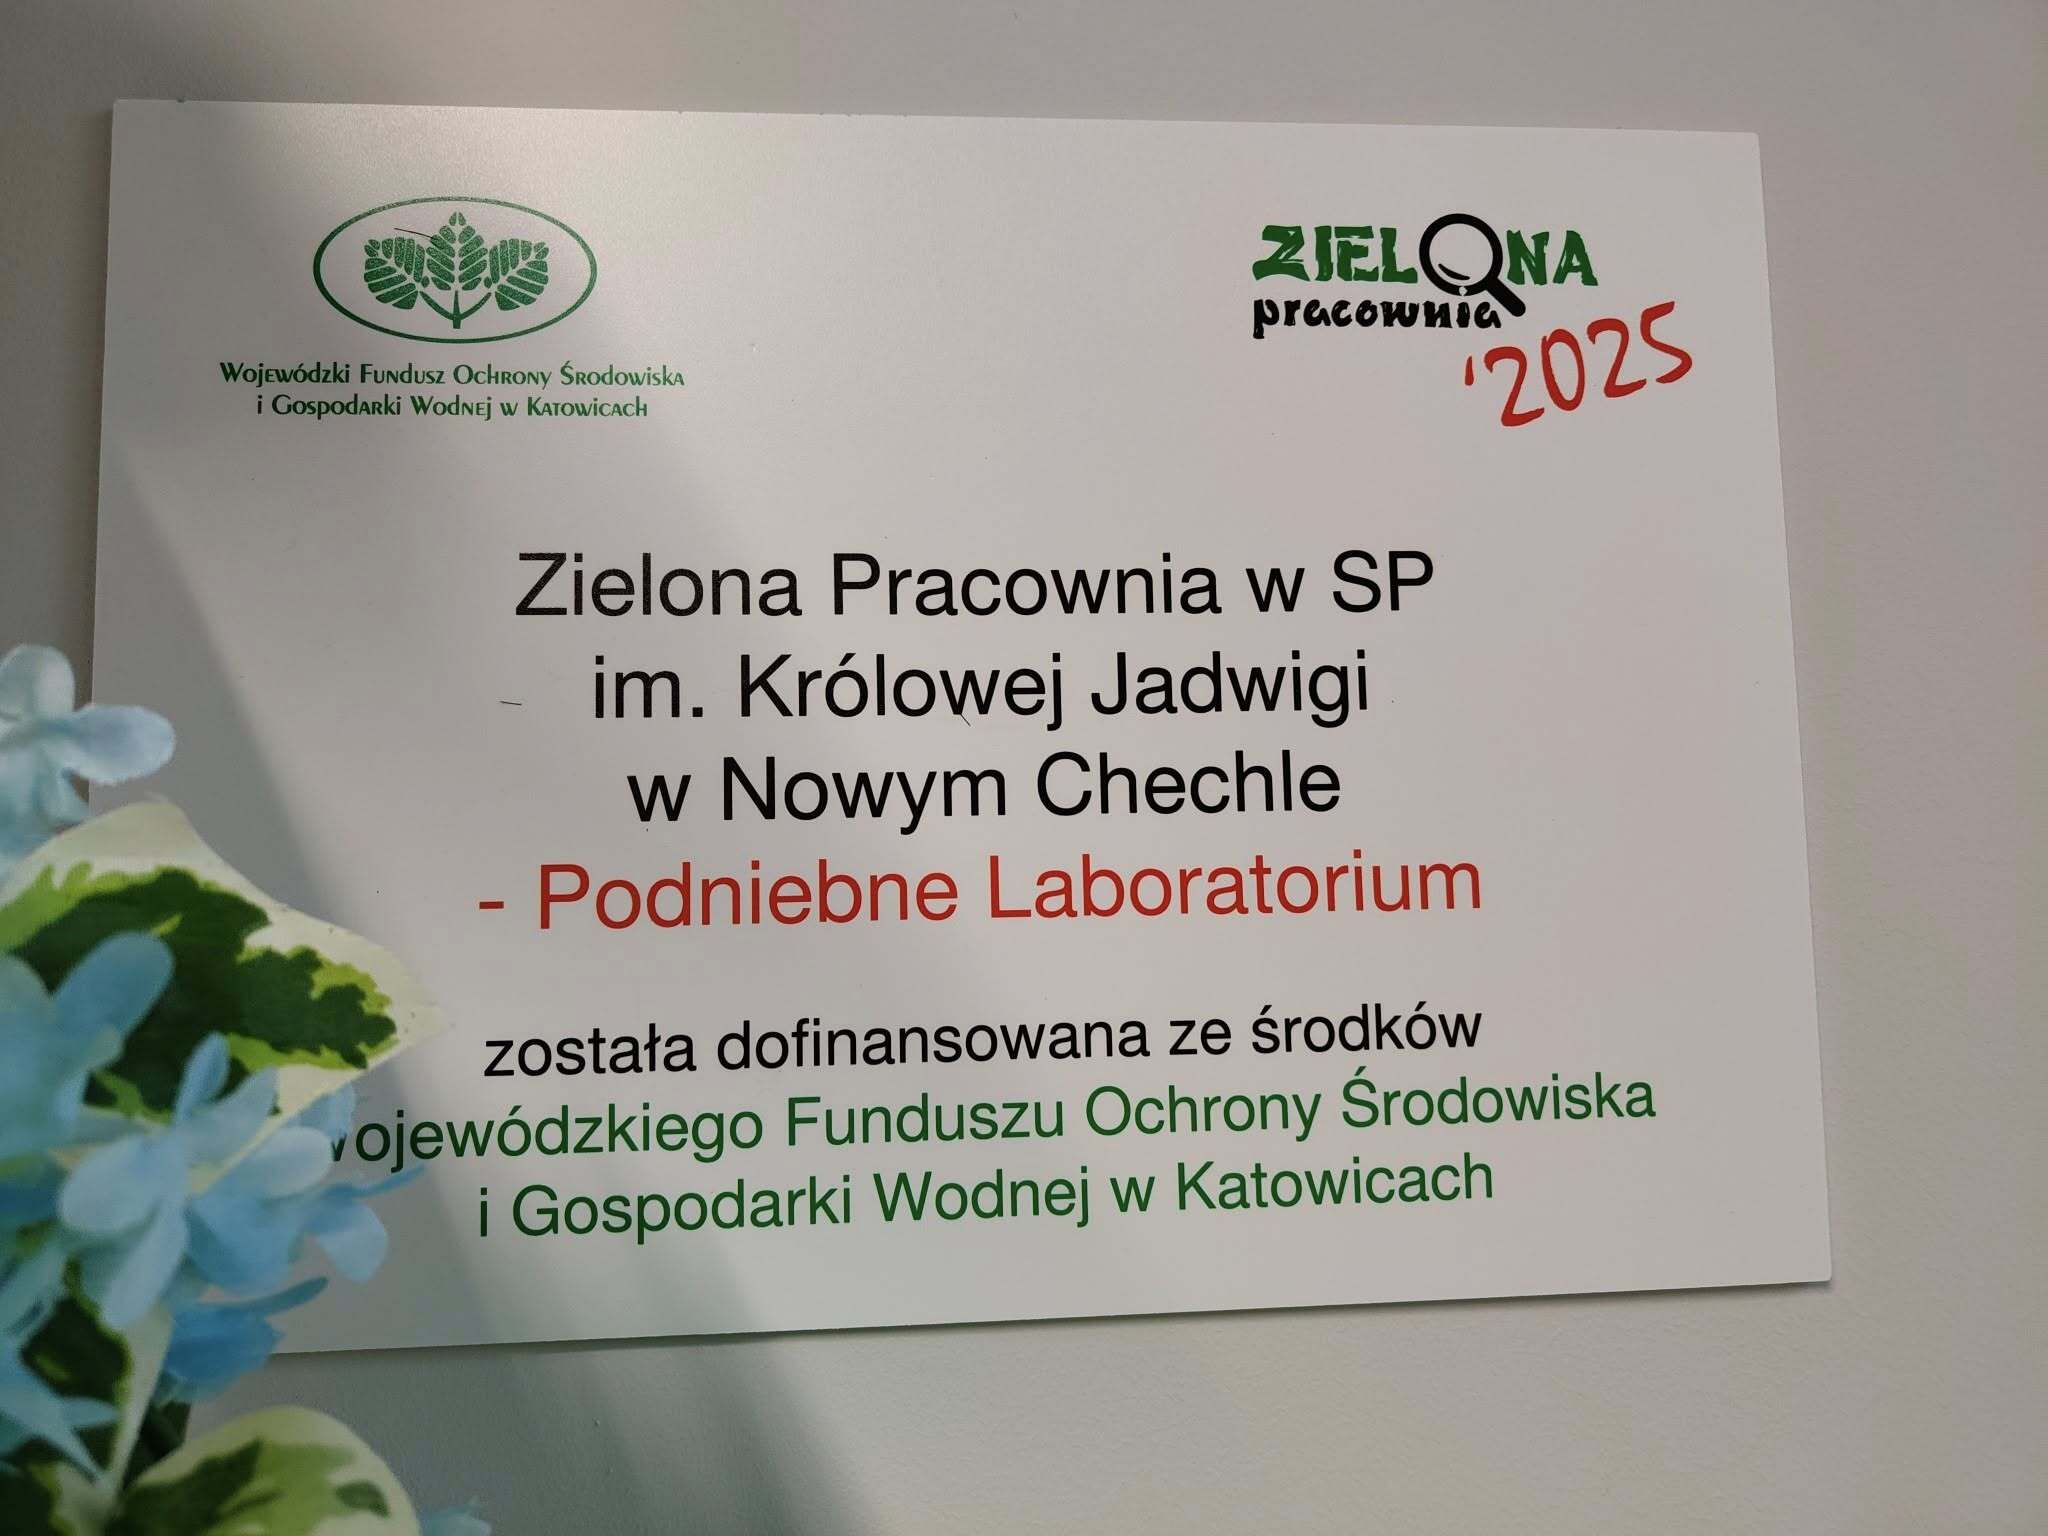 Wojewódzki Fundusz Ochrony Środowiska
i Gospodarki Wodnej w Katowicach
ZIELONA
pracownia
'2025
Zielona Pracownia w SP
im. Królowej Jadwigi
w Nowym Chechle
- Podniebne Laboratorium
została dofinansowana ze środków
Wojewódzkiego Funduszu Ochrony Środowiska
i Gospodarki Wodnej w Katowicach